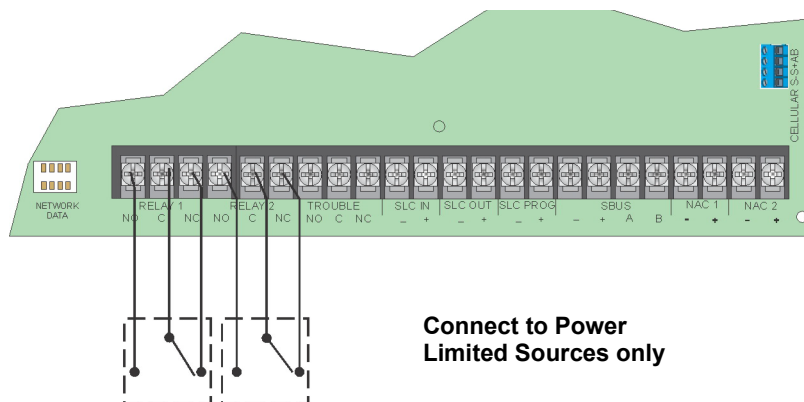 CELLULAR S-S+AB
NETWORK
DATA
RELAY 1 RELAY 2 TROUBLE SLC IN SLC OUT SLC PROG SBUS NAC 1 NAC 2
NO C NC NO C NC NO C NC – + – + – + – + A B - + – +
Connect to Power
Limited Sources only